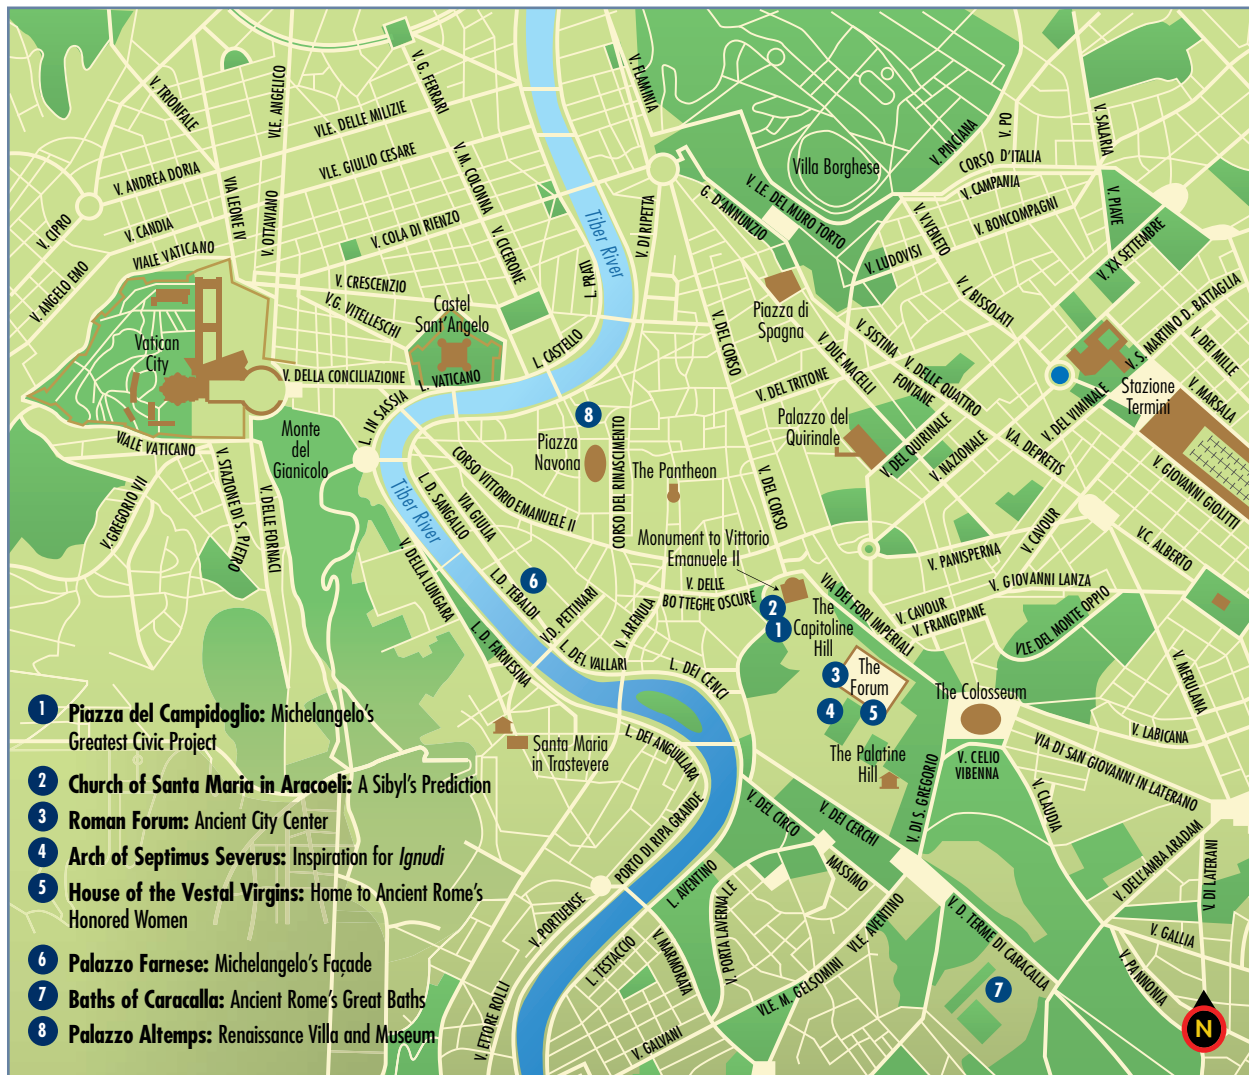 V. TRIONFALE
VLE. ANGELICO
V. G. FERRARI
VLE. DELLE MILIZIE
VLE. GIULIO CESARE
V. ANDREA DORIA
VIA LEONE IV
V. OTTAVIANO
V. M. COLONNA
V. COLA DI RIENZO
V. CICERONE
V. CIPRO
V. CANDIA
VIALE VATICANO
V. ANGELO EMO
V. CRESCENZIO
V.G. VITELLESCHI
Castel
Sant'Angelo
Vatican
City
V. DELLA CONCILIAZIONE
L. VATICANO
L. CASTELLO
L. PRATI
Tiber River
V. DI RIPETTA
V. FLAMINIA
G. D'ANNUNZIO
V. LE. DEL MURO TORTO
Villa Borghese
V. PINCIANA
V. PO
V. SALARIA
CORSO D'ITALIA
V. CAMPANIA
V. BONCOMPAGNI
V. PIAVE
V. VENETO
V. LUDOVISI
V. XX SETTEMBRE
V. L. BISSOLATI
Piazza di
Spagna
V. DEL CORSO
V. SISTINA
V. DUE MACELLI
V. DELLE QUATRO
FONTANE
V. DEL TRITONE
Palazzo del
Quirinale
V. DEL QUIRINALE
V. NAZIONALE
V.A. DEPRETIS
V. DEL VIMINALE
V. S. MARTINO D. BATTAGLIA
V. DEI MILLE
V. MARSALA
Stazione
Termini
V. GIOVANNI GIOLITTI
V.C. ALBERTO
V. CAVOUR
V. PANISPERNA
V. GIOVANNI LANZA
V. CAVOUR
V. FRANGIPANE
VLE DEL MONTE OPPIO
V. MERULANA
V. LABICANA
VIA DI SAN GIOVANNI IN LATERANO
VIALE VATICANO
V. STAZIONE DI S. PIETRO
V. GREGORIO VII
V. DELLE FORNACI
Monte
del
Gianicolo
L. IN SASSIA
Tiber River
L. D. SANGALLO
VIA GIULIA
CORSO VITTORIO EMANUELE II
8
Piazza
Navona
CORSO DEL RINASCIMENTO
The Pantheon
V. DEL CORSO
Monument to Vittorio
Emanuele II
V. DELLE
BOTTEGHE OSCURE
VIA DEI FORI IMPERIALI
2
1
The
Capitoline
Hill
3
The
Forum
4
5
The Colosseum
The Palatine
Hill
V. CELIO
VIBENNA
V. DI S. GREGORIO
V. CLAUDIA
6
L.D. TEBALDI
V.D. PETTINARI
V. ARENULA
L. DEI VALLARI
L. DEI CENCI
V. DELLA LUNGARA
L. D. FARNESINA
Santa Maria
in Trastevere
L. DEI ANGUILLARA
PORTO DI RIPA GRANDE
V. PORTUENSE
L. AVENTINO
L. TESTACCIO
V. MARMORATA
V. PORTA LAVERNALE
V. ETTORE ROLLI
V. GALVANI
VLE. M. GELSOMINI
VLE. AVENTINO
V. DEL CIRCO
MASSIMO
V. DEI CERCHI
V. D. TERME DI CARACALLA
7
V. DELL'AMBA ARADAM
V. DI LATERANI
V. GALLIA
V. PANNONIA
N
1 Piazza del Campidoglio: Michelangelo's
Greatest Civic Project
2 Church of Santa Maria in Aracoeli: A Sibyl's Prediction
3 Roman Forum: Ancient City Center
4 Arch of Septimus Severus: Inspiration for Ignudi
5 House of the Vestal Virgins: Home to Ancient Rome's
Honored Women
6 Palazzo Farnese: Michelangelo's Façade
7 Baths of Caracalla: Ancient Rome's Great Baths
8 Palazzo Altemps: Renaissance Villa and Museum